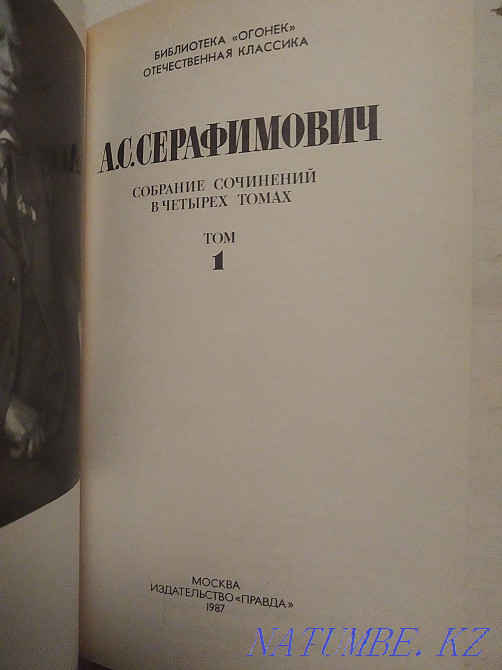 БИБЛИОТЕКА «ОГОНЕК»
ОТЕЧЕСТВЕННАЯ КЛАССИКА
А.С.СЕРАФИМОВИЧ
СОБРАНИЕ СОЧИНЕНИЙ
В ЧЕТЫРЕХ ТОМАХ
ТОМ
1
МОСКВА
ИЗДАТЕЛЬСТВО «ПРАВДА»
1987
NATUMBE.KZ